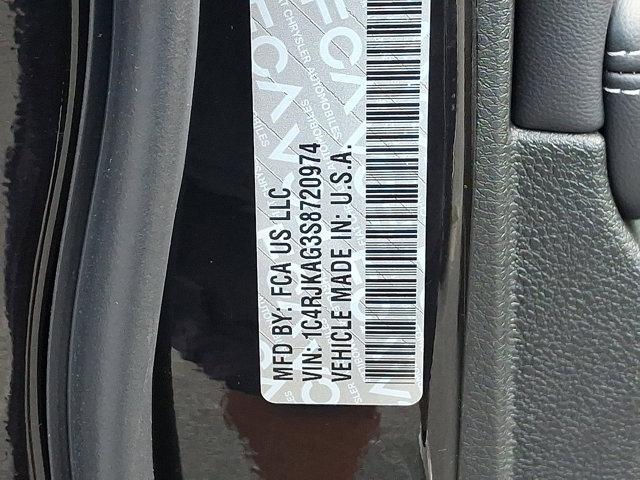 MFD BY: FCA US LLC
VIN: 1C4RJKAG3S8720974
VEHICLE MADE IN: U.S.A.